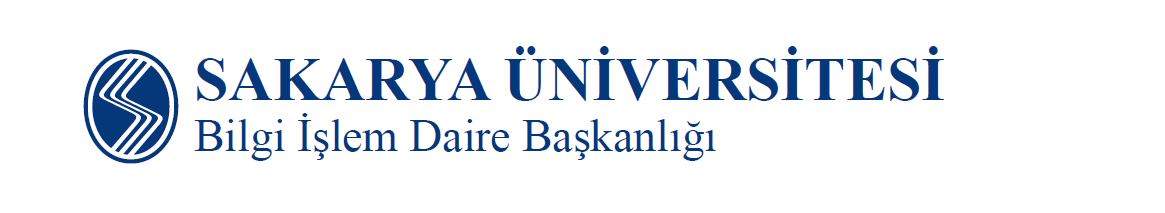 SAKARYA ÜNİVERSİTESİ
Bilgi İşlem Daire Başkanlığı